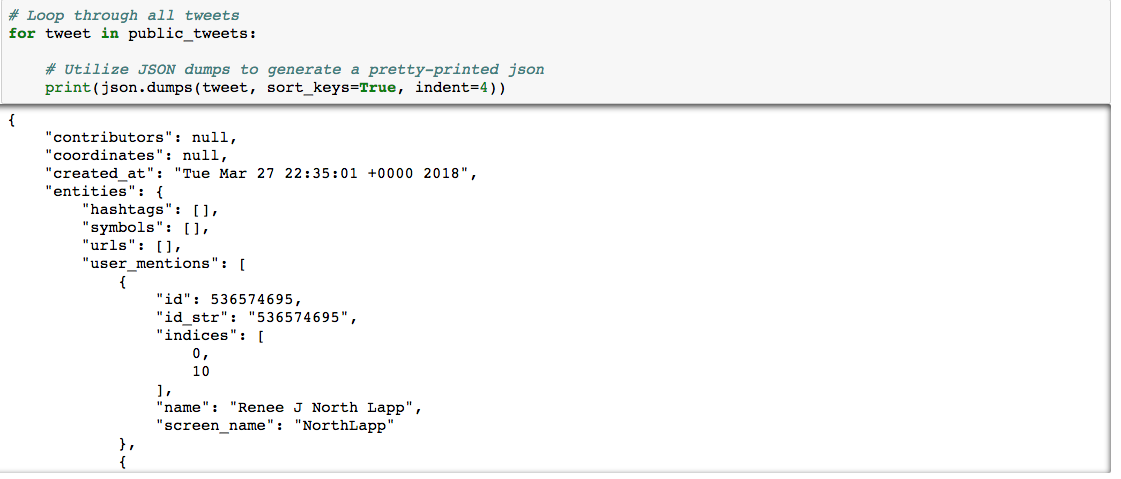 # Loop through all tweets
for tweet in public_tweets:
    # Utilize JSON dumps to generate a pretty-printed json
    print(json.dumps(tweet, sort_keys=True, indent=4))
{
    "contributors": null,
    "coordinates": null,
    "created_at": "Tue Mar 27 22:35:01 +0000 2018",
    "entities": {
        "hashtags": [],
        "symbols": [],
        "urls": [],
        "user_mentions": [
            {
                "id": 536574695,
                "id_str": "536574695",
                "indices": [
                    0,
                    10
                ],
                "name": "Renee J North Lapp",
                "screen_name": "NorthLapp"
            },
            {